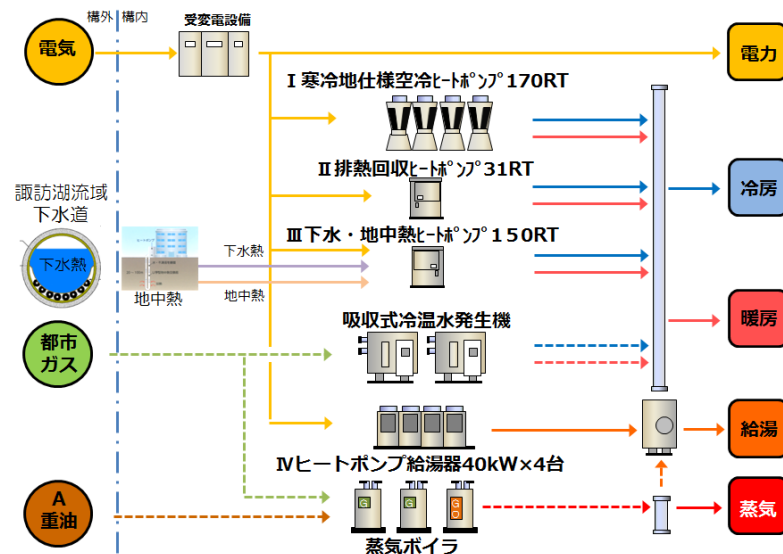 構外
構内
受変電設備
電気
電力
Ⅰ寒冷地仕様空冷ﾋｰﾄﾎﾟﾝﾌﾟ170RT
Ⅱ排熱回収ﾋｰﾄﾎﾟﾝﾌﾟ31RT
冷房
諏訪湖流域
下水道
Ⅲ下水・地中熱ﾋｰﾄﾎﾟﾝﾌﾟ150RT
下水熱
下水熱
地中熱
地中熱
吸収式冷温水発生機
暖房
都市
ガス
給湯
Ⅳヒートポンプ給湯器40kW×4台
A
重油
G
G
G
O
蒸気
蒸気ボイラ